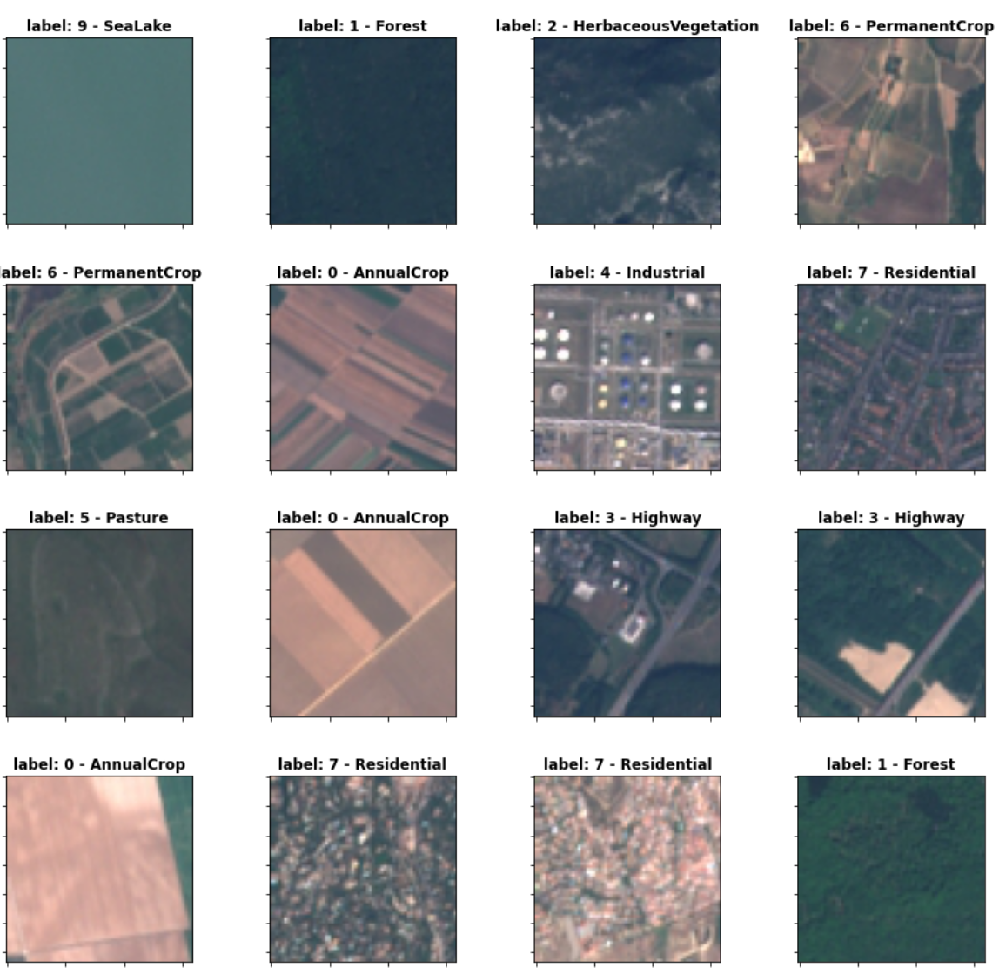 label: 9 - SeaLake
label: 1 - Forest
label: 2 - HerbaceousVegetation
label: 6 - PermanentCrop
abel: 6 - PermanentCrop
label: 0 - AnnualCrop
label: 4 - Industrial
label: 7 - Residential
label: 5 - Pasture
label: 0 - AnnualCrop
label: 3 - Highway
label: 3 - Highway
label: 0 - AnnualCrop
label: 7 - Residential
label: 7 - Residential
label: 1 - Forest